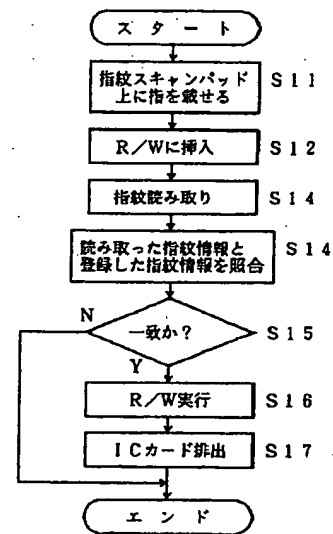 スタート
指紋スキャンパッド
上に指を載せる
S11
R/Wに挿入
S12
指紋読み取り
S14
読み取った指紋情報と
登録した指紋情報を照合
S14
N
一致か?
S15
Y
R/W実行
S16
ICカード排出
S17
エンド